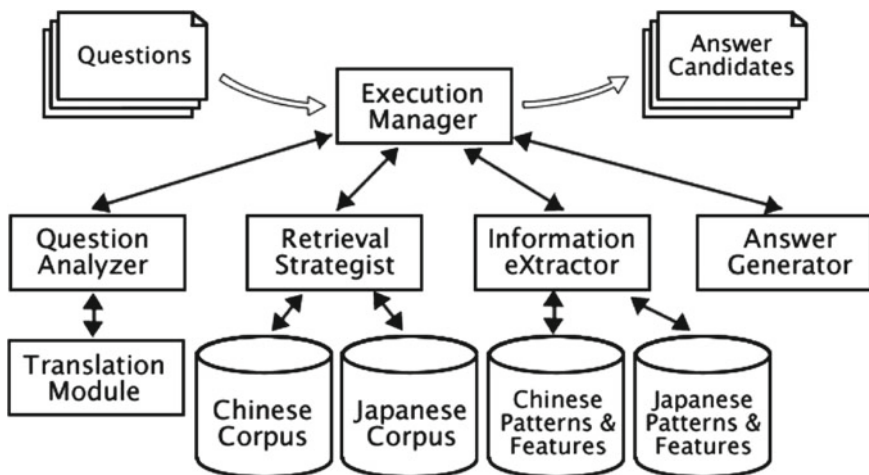 Questions
Answer
Candidates
Execution
Manager
Question
Analyzer
Retrieval
Strategist
Information
eXtractor
Answer
Generator
Translation
Module
Chinese
Corpus
Japanese
Corpus
Chinese
Patterns &
Features
Japanese
Patterns &
Features